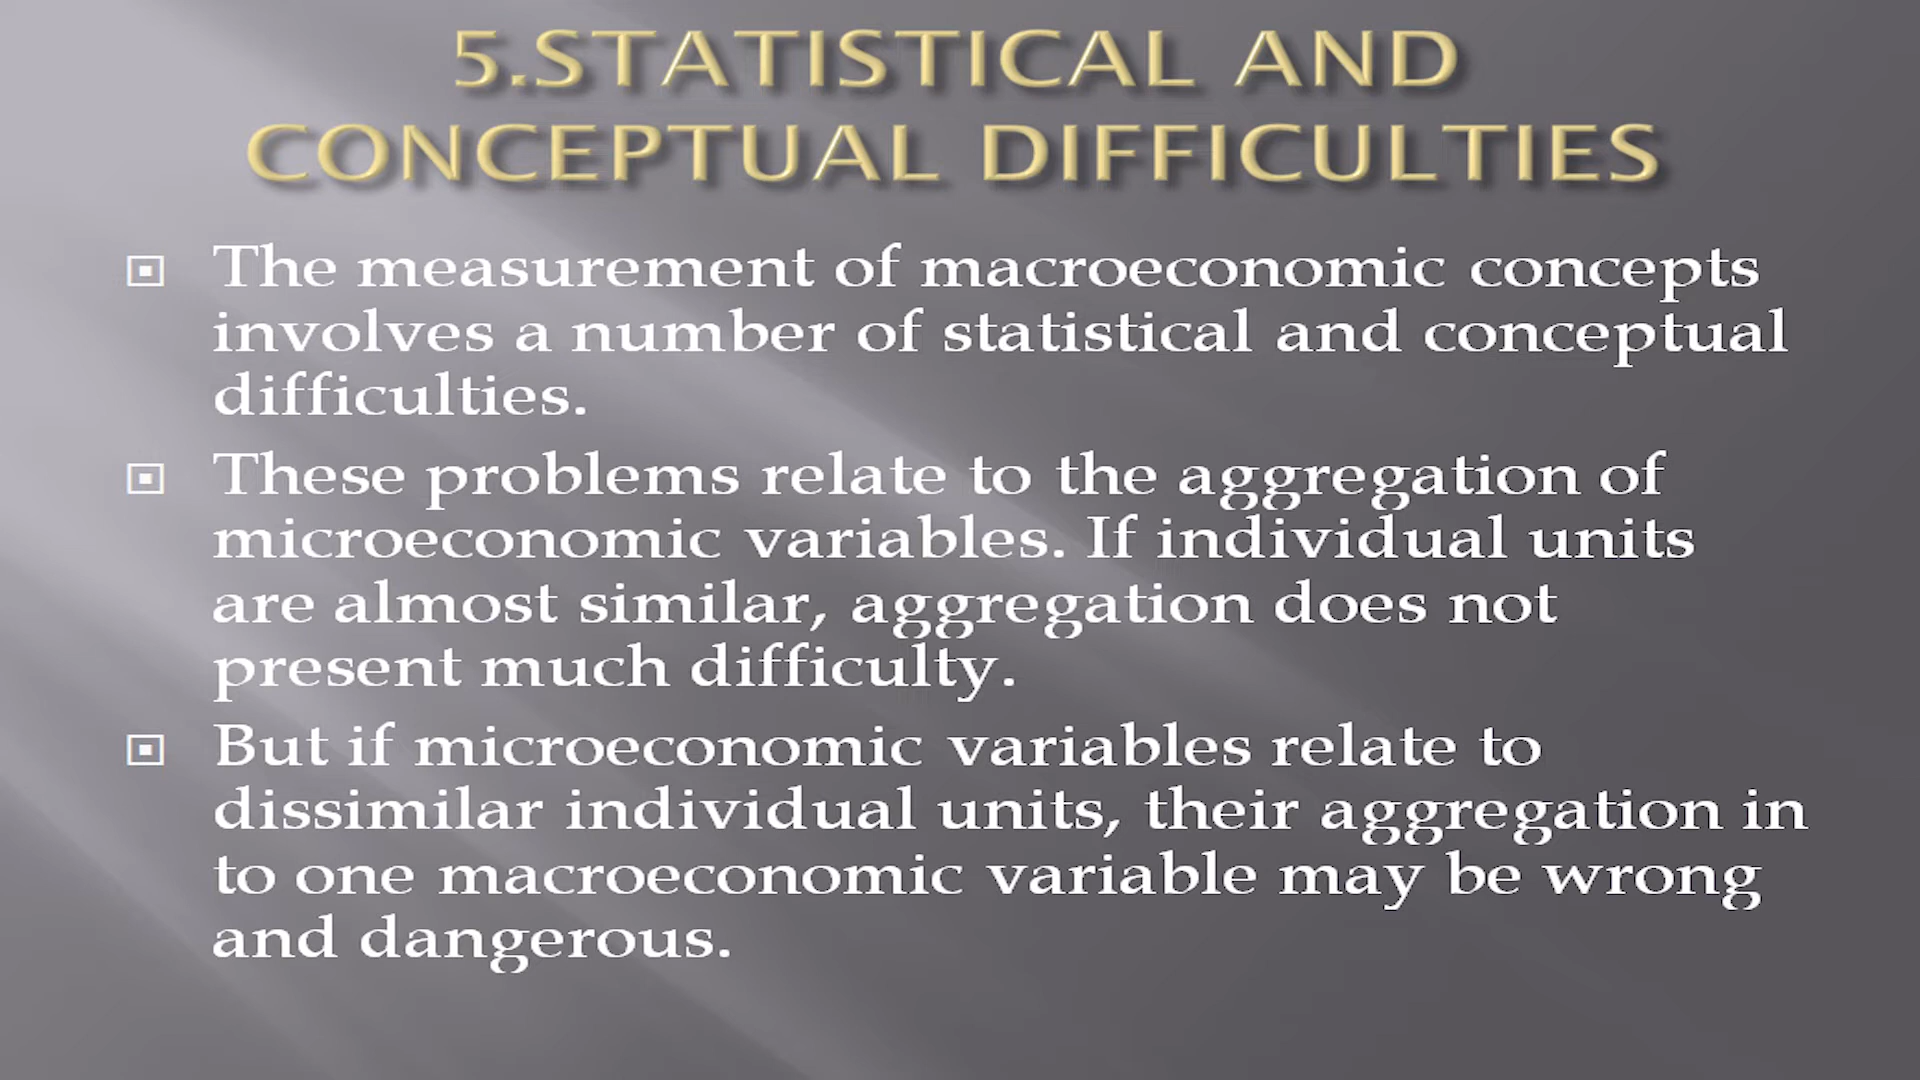 5.STATISTICAL AND
CONCEPTUAL DIFFICULTIES
The measurement of macroeconomic concepts
involves a number of statistical and conceptual
difficulties.
These problems relate to the aggregation of
microeconomic variables. If individual units
are almost similar, aggregation does not
present much difficulty.
But if microeconomic variables relate to
dissimilar individual units, their aggregation in
to one macroeconomic variable may be wrong
and dangerous.